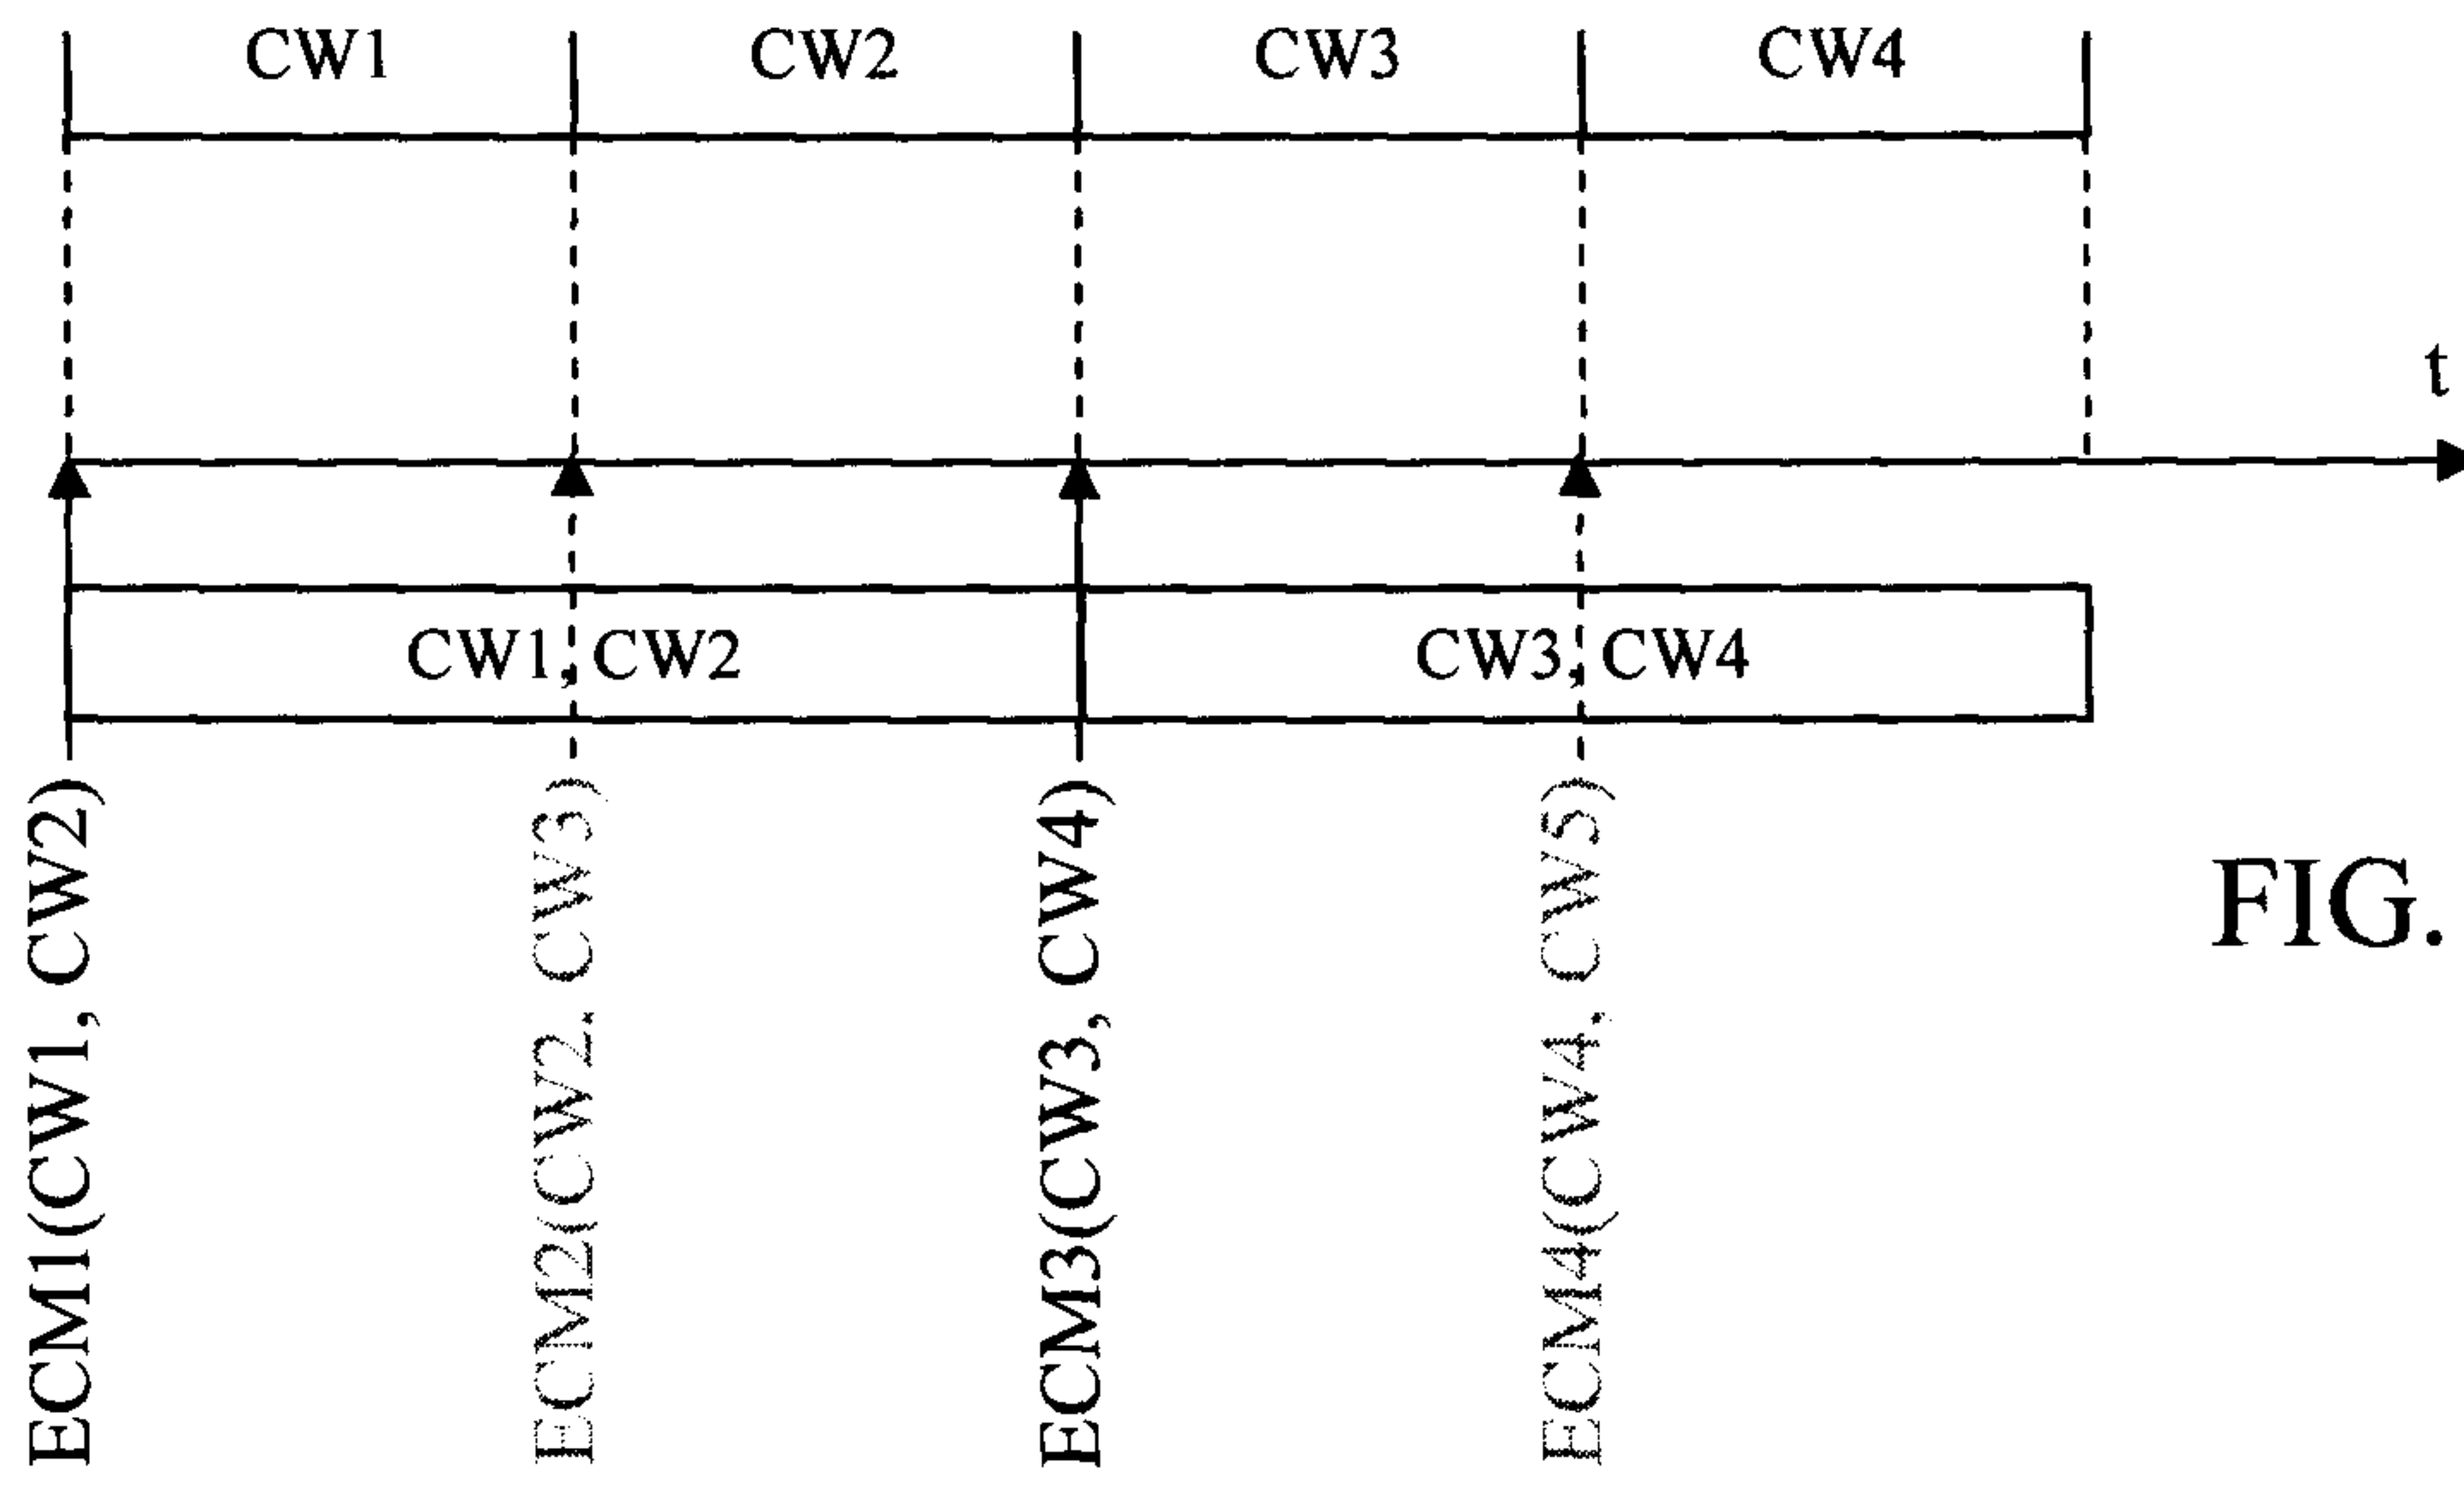 CW1 CW2 CW3 CW4
t
CW1, CW2 CW3, CW4
ECM1(CW1, CW2)
ECM2(CW2, CW3)
ECM3(CW3, CW4)
ECM4(CW4, CW5)
FIG.